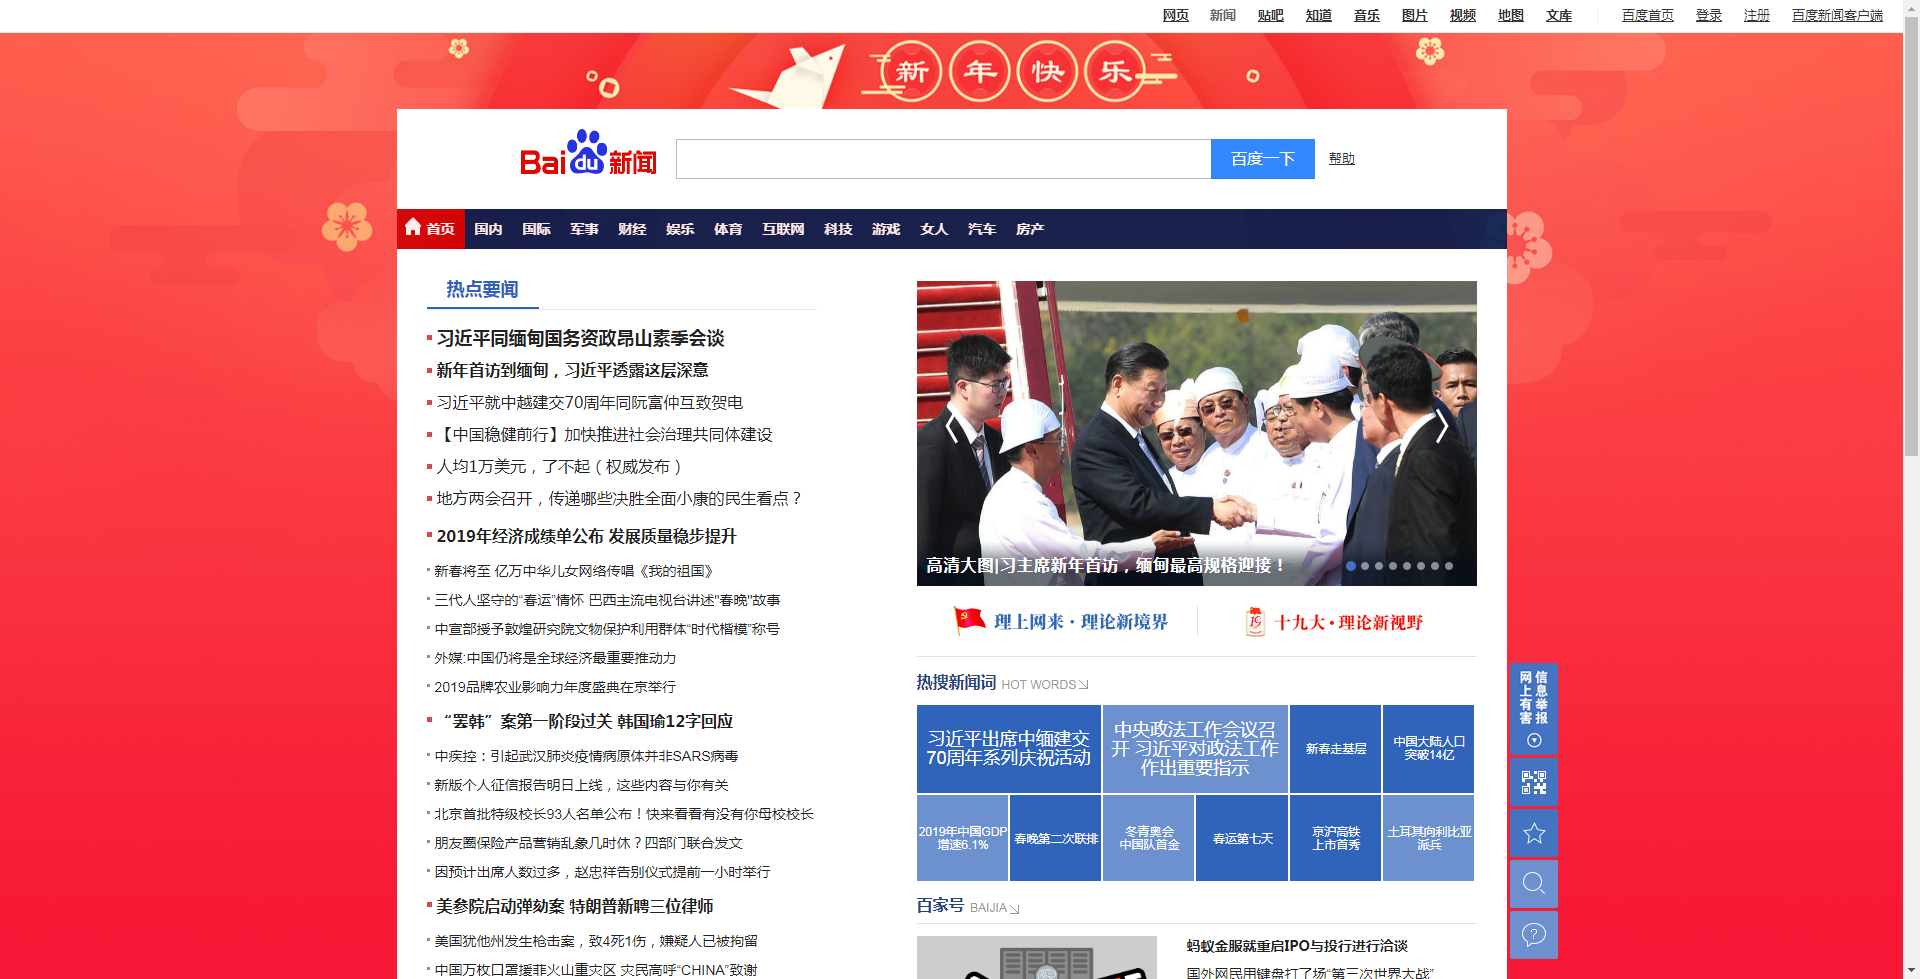 网页 新闻 贴吧 知道 音乐 图片 视频 地图 文库 百度首页 登录 注册 百度新闻客户端
新年快乐
Bai du 新闻 百度一下 帮助
首页 国内 国际 军事 财经 娱乐 体育 互联网 科技 游戏 女人 汽车 房产
热点要闻
习近平同缅甸国务资政昂山素季会谈
新年首访到缅甸，习近平透露这层深意
习近平就中越建交70周年同阮富仲互致贺电
【中国稳健前行】加快推进社会治理共同体建设
人均1万美元，了不起（权威发布）
地方两会召开，传递哪些决胜全面小康的民生看点？
2019年经济成绩单公布 发展质量稳步提升
新春将至 亿万中华儿女网络传唱《我的祖国》
三代人坚守的“春运”情怀 巴西主流电视台讲述"春晚"故事
中宣部授予敦煌研究院文物保护利用群体“时代楷模”称号
外媒:中国仍将是全球经济最重要推动力
2019品牌农业影响力年度盛典在京举行
“罢韩”案第一阶段过关 韩国瑜12字回应
中疾控：引起武汉肺炎疫情病原体并非SARS病毒
新版个人征信报告明日上线，这些内容与你有关
北京首批特级校长93人名单公布！快来看看有没有你母校校长
朋友圈保险产品营销乱象几时休？四部门联合发文
因预计出席人数过多，赵忠祥告别仪式提前一小时举行
美参院启动弹劾案 特朗普新聘三位律师
美国犹他州发生枪击案，致4死1伤，嫌疑人已被拘留
中国万枚口罩援菲火山重灾区 灾民高呼“CHINA”致谢
高清大图|习主席新年首访，缅甸最高规格迎接！
理上网来·理论新境界
19 十九大·理论新视野
热搜新闻词 HOT WORDS
习近平出席中缅建交
70周年系列庆祝活动
中央政法工作会议召
开 习近平对政法工作
作出重要指示
新春走基层
中国大陆人口
突破14亿
2019年中国GDP
增速6.1%
春晚第二次联排
冬青奥会
中国队首金
春运第七天
京沪高铁
上市首秀
土耳其向利比亚
派兵
百家号 BAIJIA
蚂蚁金服就重启IPO与投行进行洽谈
国外网民用键盘打了场“第三次世界大战”
网上有害
信息举报